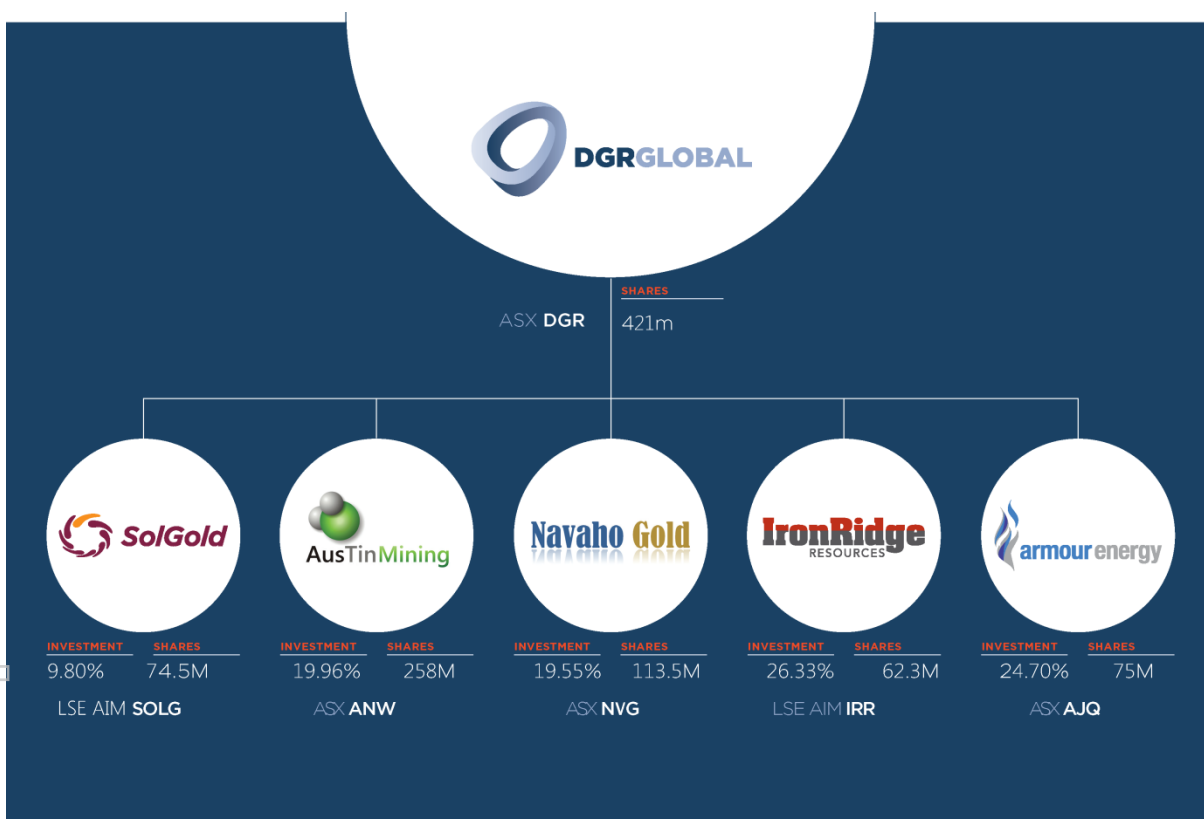 DGRGLOBAL
SHARES
ASX DGR
421m
SolGold
AusTinMining
Navaho Gold
IronRidge
RESOURCES
armourenergy
INVESTMENT SHARES
9.80% 74.5M
LSE AIM SOLG
INVESTMENT SHARES
19.96% 258M
ASX ANW
INVESTMENT SHARES
19.55% 113.5M
ASX NVG
INVESTMENT SHARES
26.33% 62.3M
LSE AIM IRR
INVESTMENT SHARES
24.70% 75M
ASX AJQ